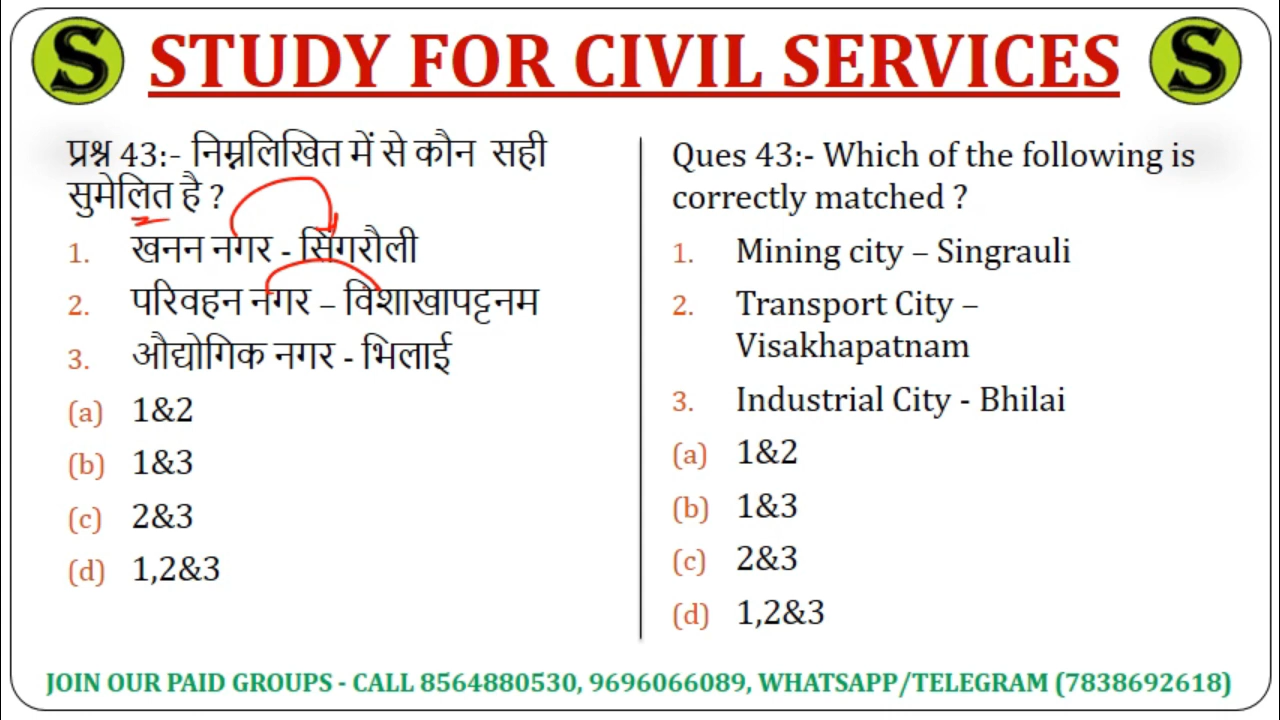 S STUDY FOR CIVIL SERVICES S
प्रश्न 43:- निम्नलिखित में से कौन सही
सुमेलित है ?
1. खनन नगर - सिंगरौली
2. परिवहन नगर – विशाखापट्टनम
3. औद्योगिक नगर - भिलाई
(a) 1&2
(b) 1&3
(c) 2&3
(d) 1,2&3
Ques 43:- Which of the following is
correctly matched ?
1. Mining city – Singrauli
2. Transport City –
Visakhapatnam
3. Industrial City - Bhilai
(a) 1&2
(b) 1&3
(c) 2&3
(d) 1,2&3
JOIN OUR PAID GROUPS - CALL 8564880530, 9696066089, WHATSAPP/TELEGRAM (7838692618)